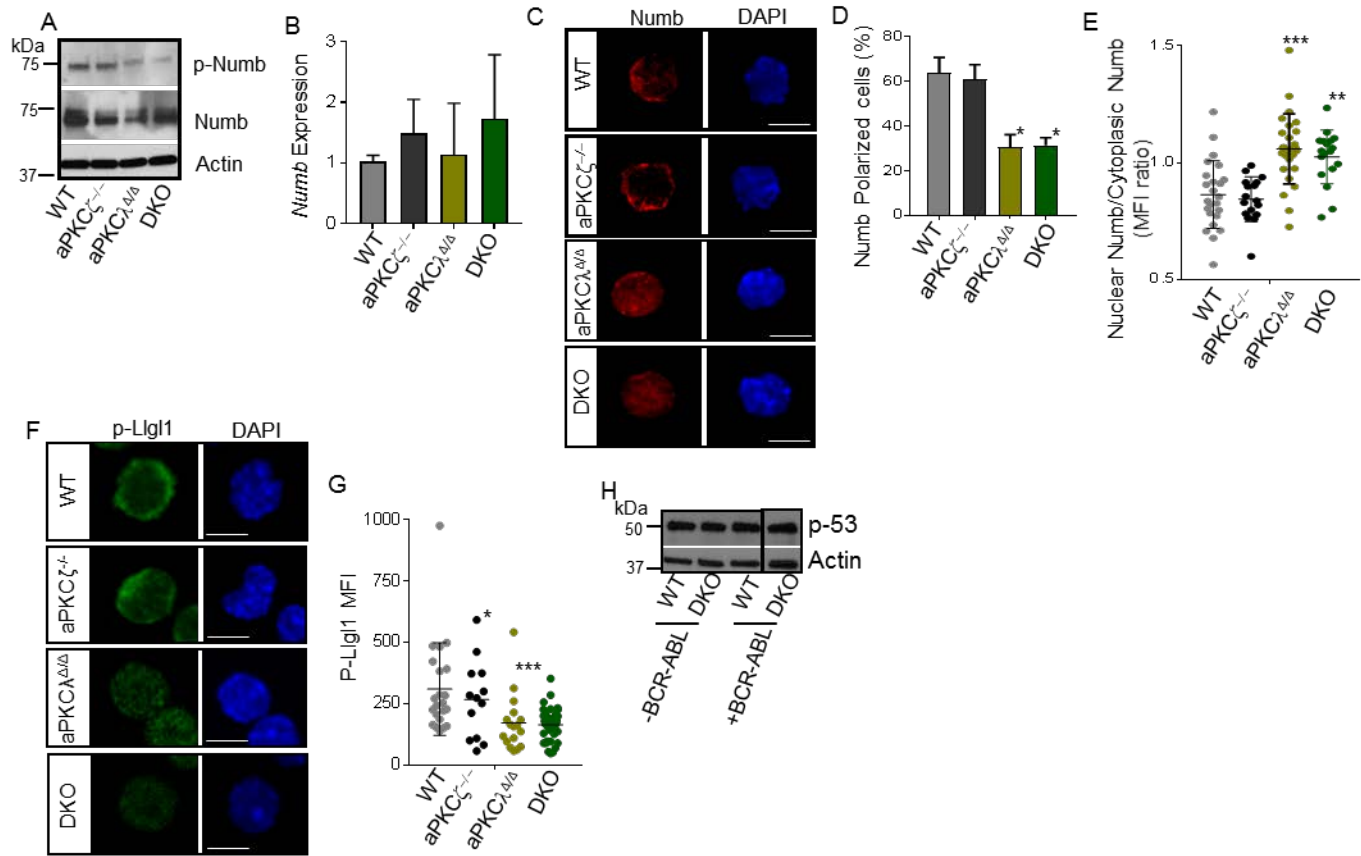 A
kDa
75
p-Numb
75
Numb
Actin
37
WT
aPKCζ-/-
aPKCλΔ/Δ
DKO
B
Numb Expression
3
2
1
0
WT
aPKCζ-/-
aPKCλΔ/Δ
DKO
C
Numb DAPI
WT
aPKCζ-/-
aPKCλΔ/Δ
DKO
D
Numb Polarized cells (%)
80
60
40
20
0
* *
WT
aPKCζ-/-
aPKCλΔ/Δ
DKO
E
Nuclear Numb/Cytoplasic Numb
(MFI ratio)
1.5
1.0
0.5
***
**
WT
aPKCζ-/-
aPKCλΔ/Δ
DKO
F
p-Llgl1 DAPI
WT
aPKCζ-/-
aPKCλΔ/Δ
DKO
G
P-Llgl1 MFI
1000
750
500
250
0
*
***
WT
aPKCζ-/-
aPKCλΔ/Δ
DKO
H
kDa
50
p-53
37
Actin
WT
DKO
WT
DKO
-BCR-ABL
+BCR-ABL